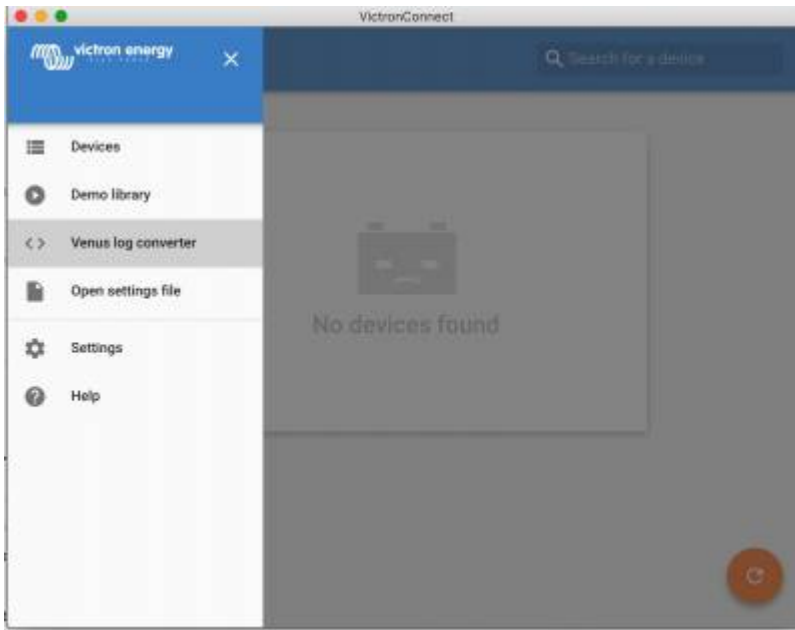 VictronConnect
victron energy
Search for a device
Devices
Demo library
Venus log converter
Open settings file
No devices found
Settings
Help